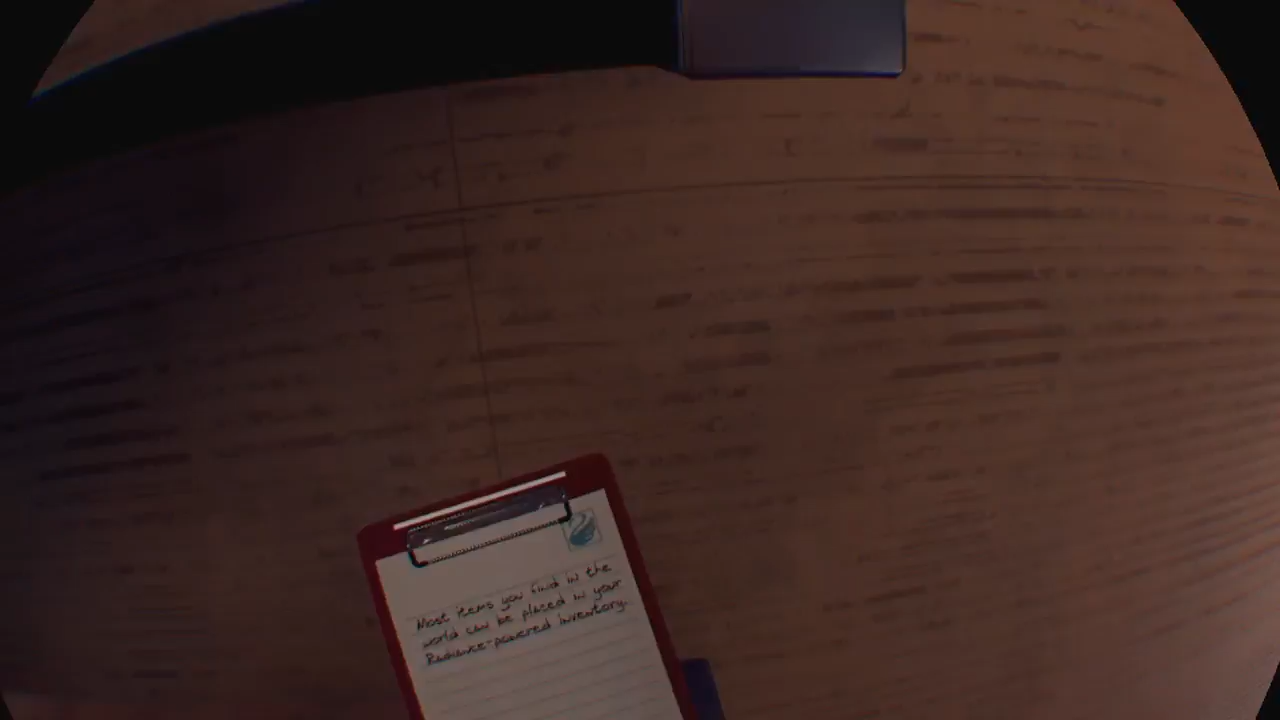 Most items you find in the
world can be placed in your
Radiance-powered inventory.